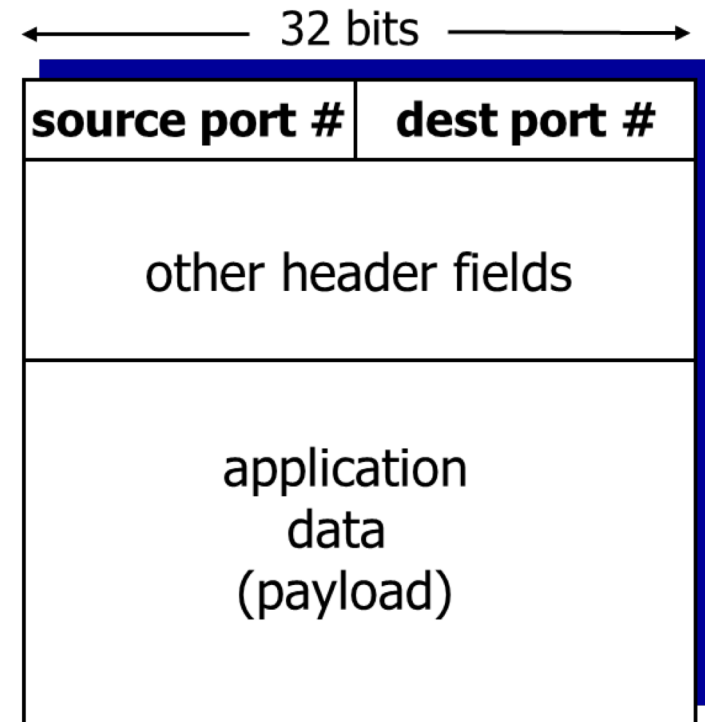 32 bits
source port # dest port #
other header fields
application
data
(payload)